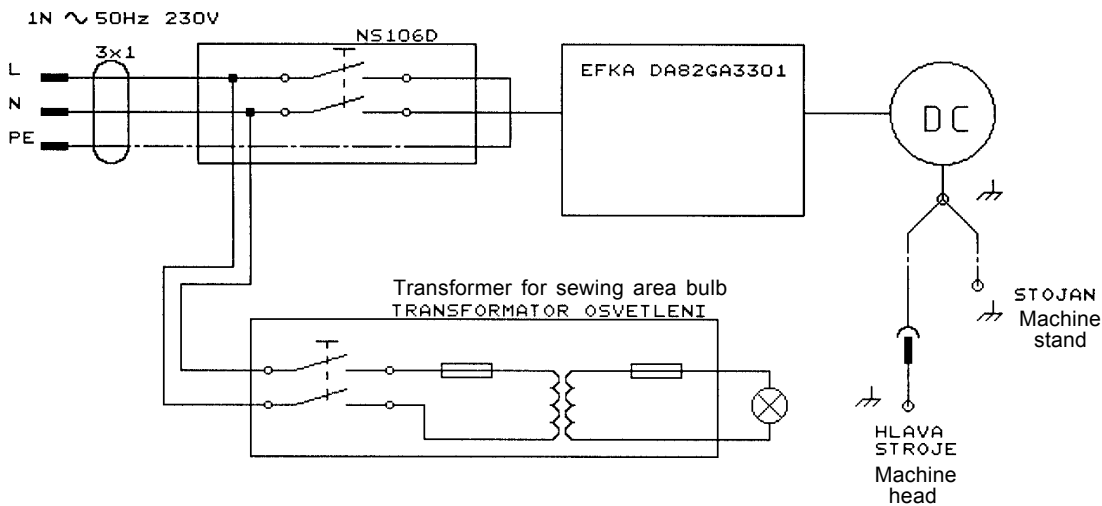 1N ∿ 50Hz 230V
3x1
NS106D
L
N
PE
EFKA DA82GA3301
DC
Transformer for sewing area bulb
TRANSFORMATOR OSVETLENI
STOJAN
Machine
stand
HLAVA
STROJE
Machine
head